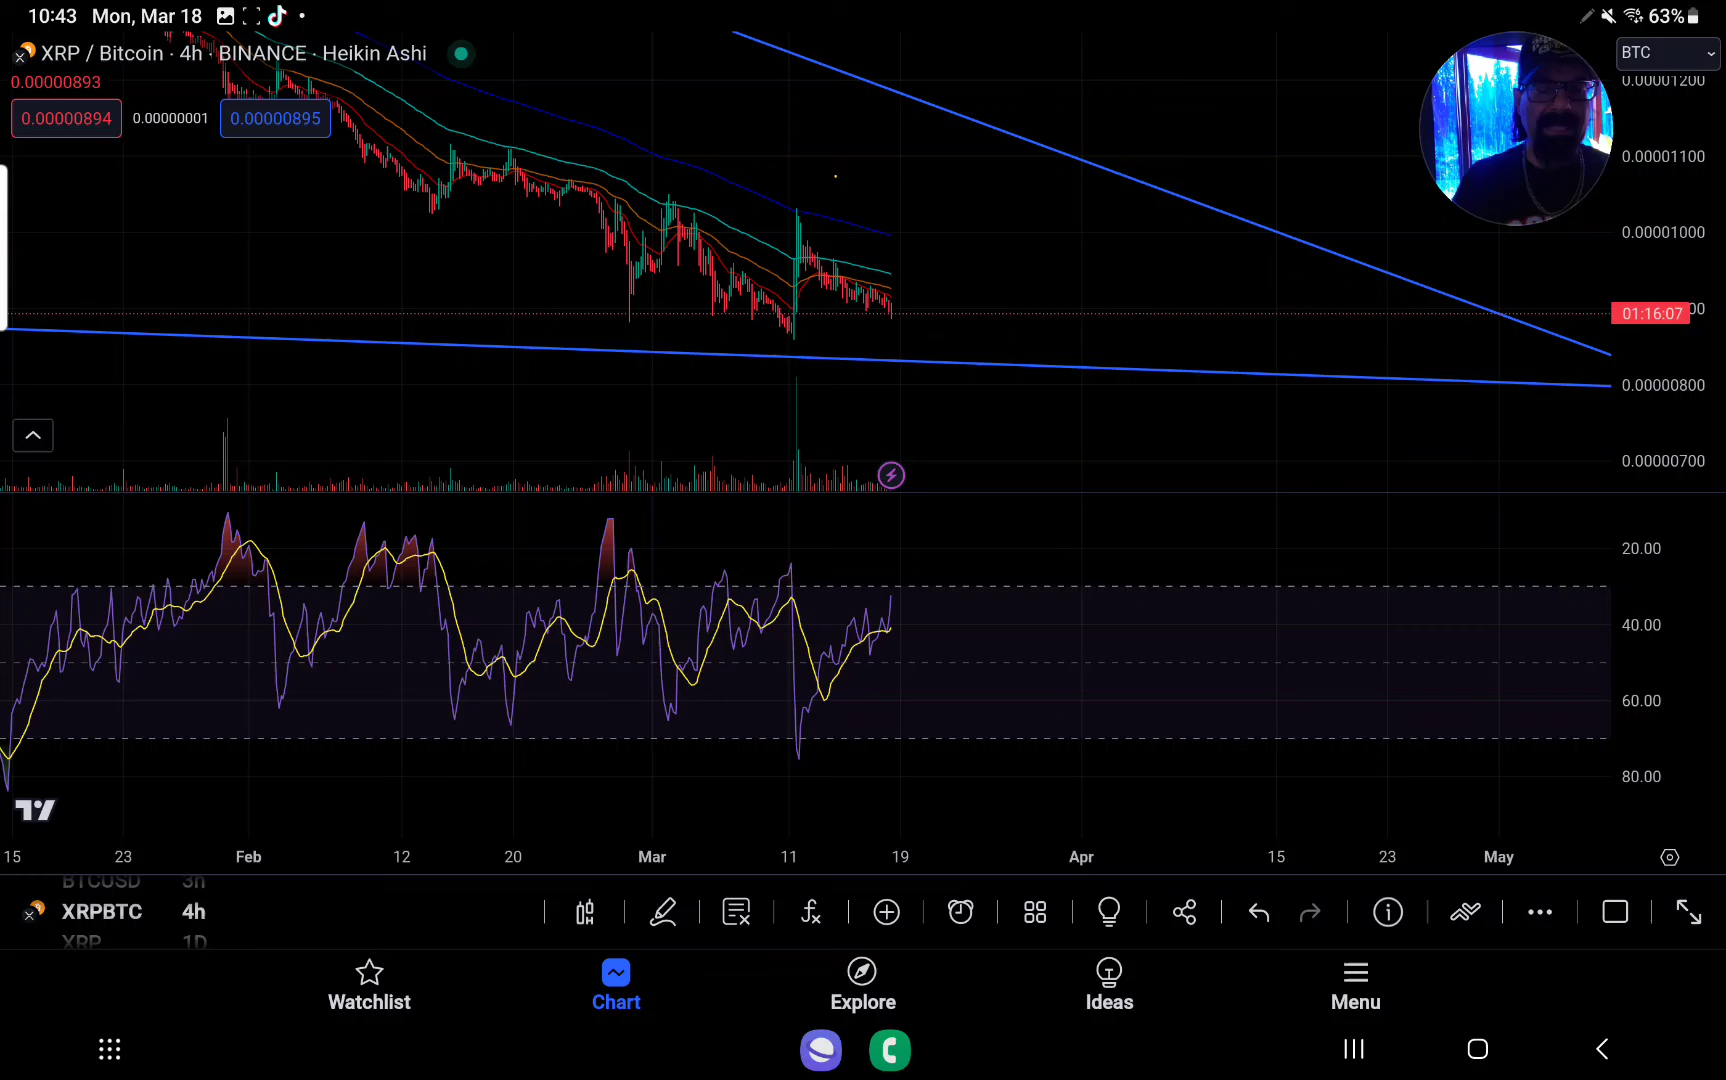 10:43 Mon, Mar 18 63%
XRP / Bitcoin · 4h · BINANCE · Heikin Ashi
BTC
0.00000893
0.00000894 0.00000001 0.00000895
0.00001200
0.00001100
0.00001000
01:16:07 00
0.00000800
0.00000700
20.00
40.00
60.00
80.00
15 23 Feb 12 20 Mar 11 19 Apr 15 23 May
BTCUSD 3h
XRPBTC 4h
XRP 1D
Watchlist Chart Explore Ideas Menu